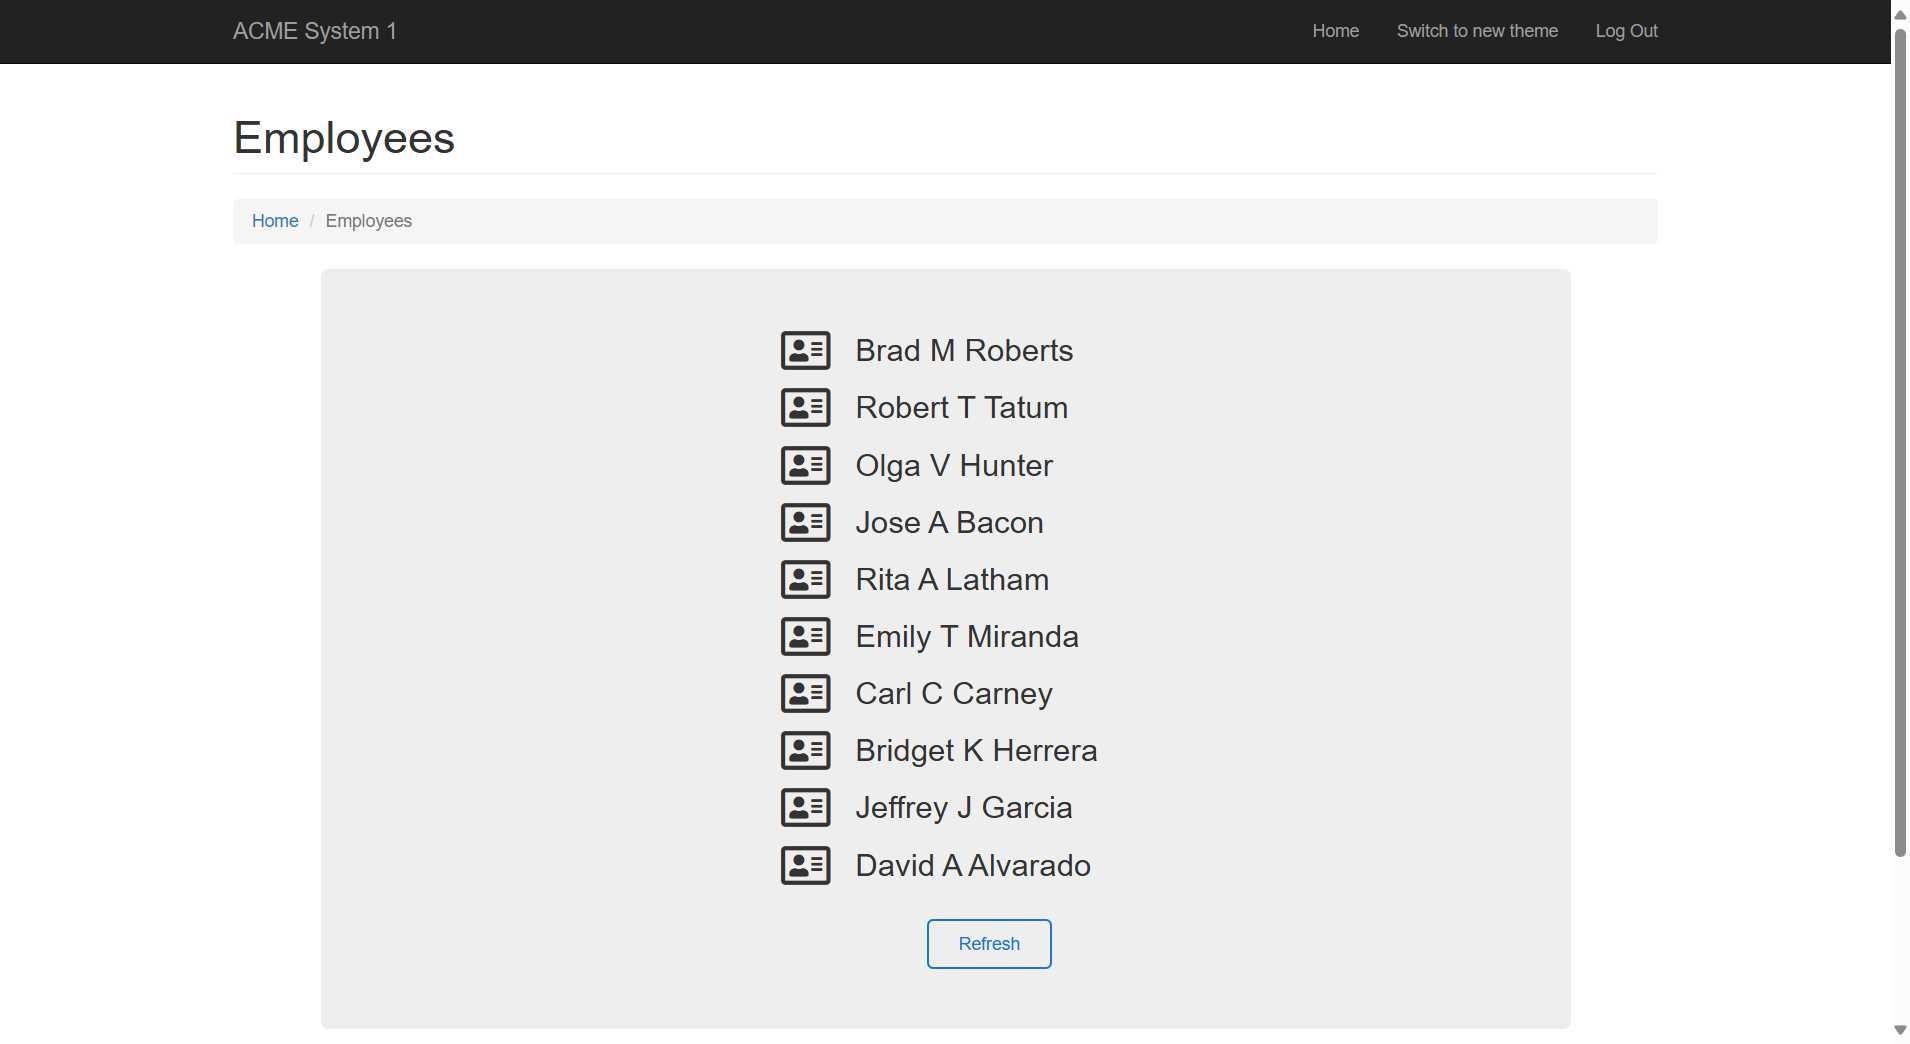 ACME System 1 Home Switch to new theme Log Out
Employees
Home / Employees
Brad M Roberts
Robert T Tatum
Olga V Hunter
Jose A Bacon
Rita A Latham
Emily T Miranda
Carl C Carney
Bridget K Herrera
Jeffrey J Garcia
David A Alvarado
Refresh